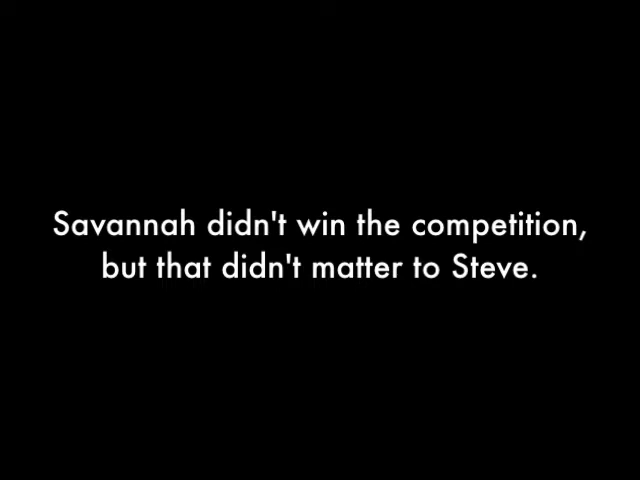 Savannah didn't win the competition,
but that didn't matter to Steve.